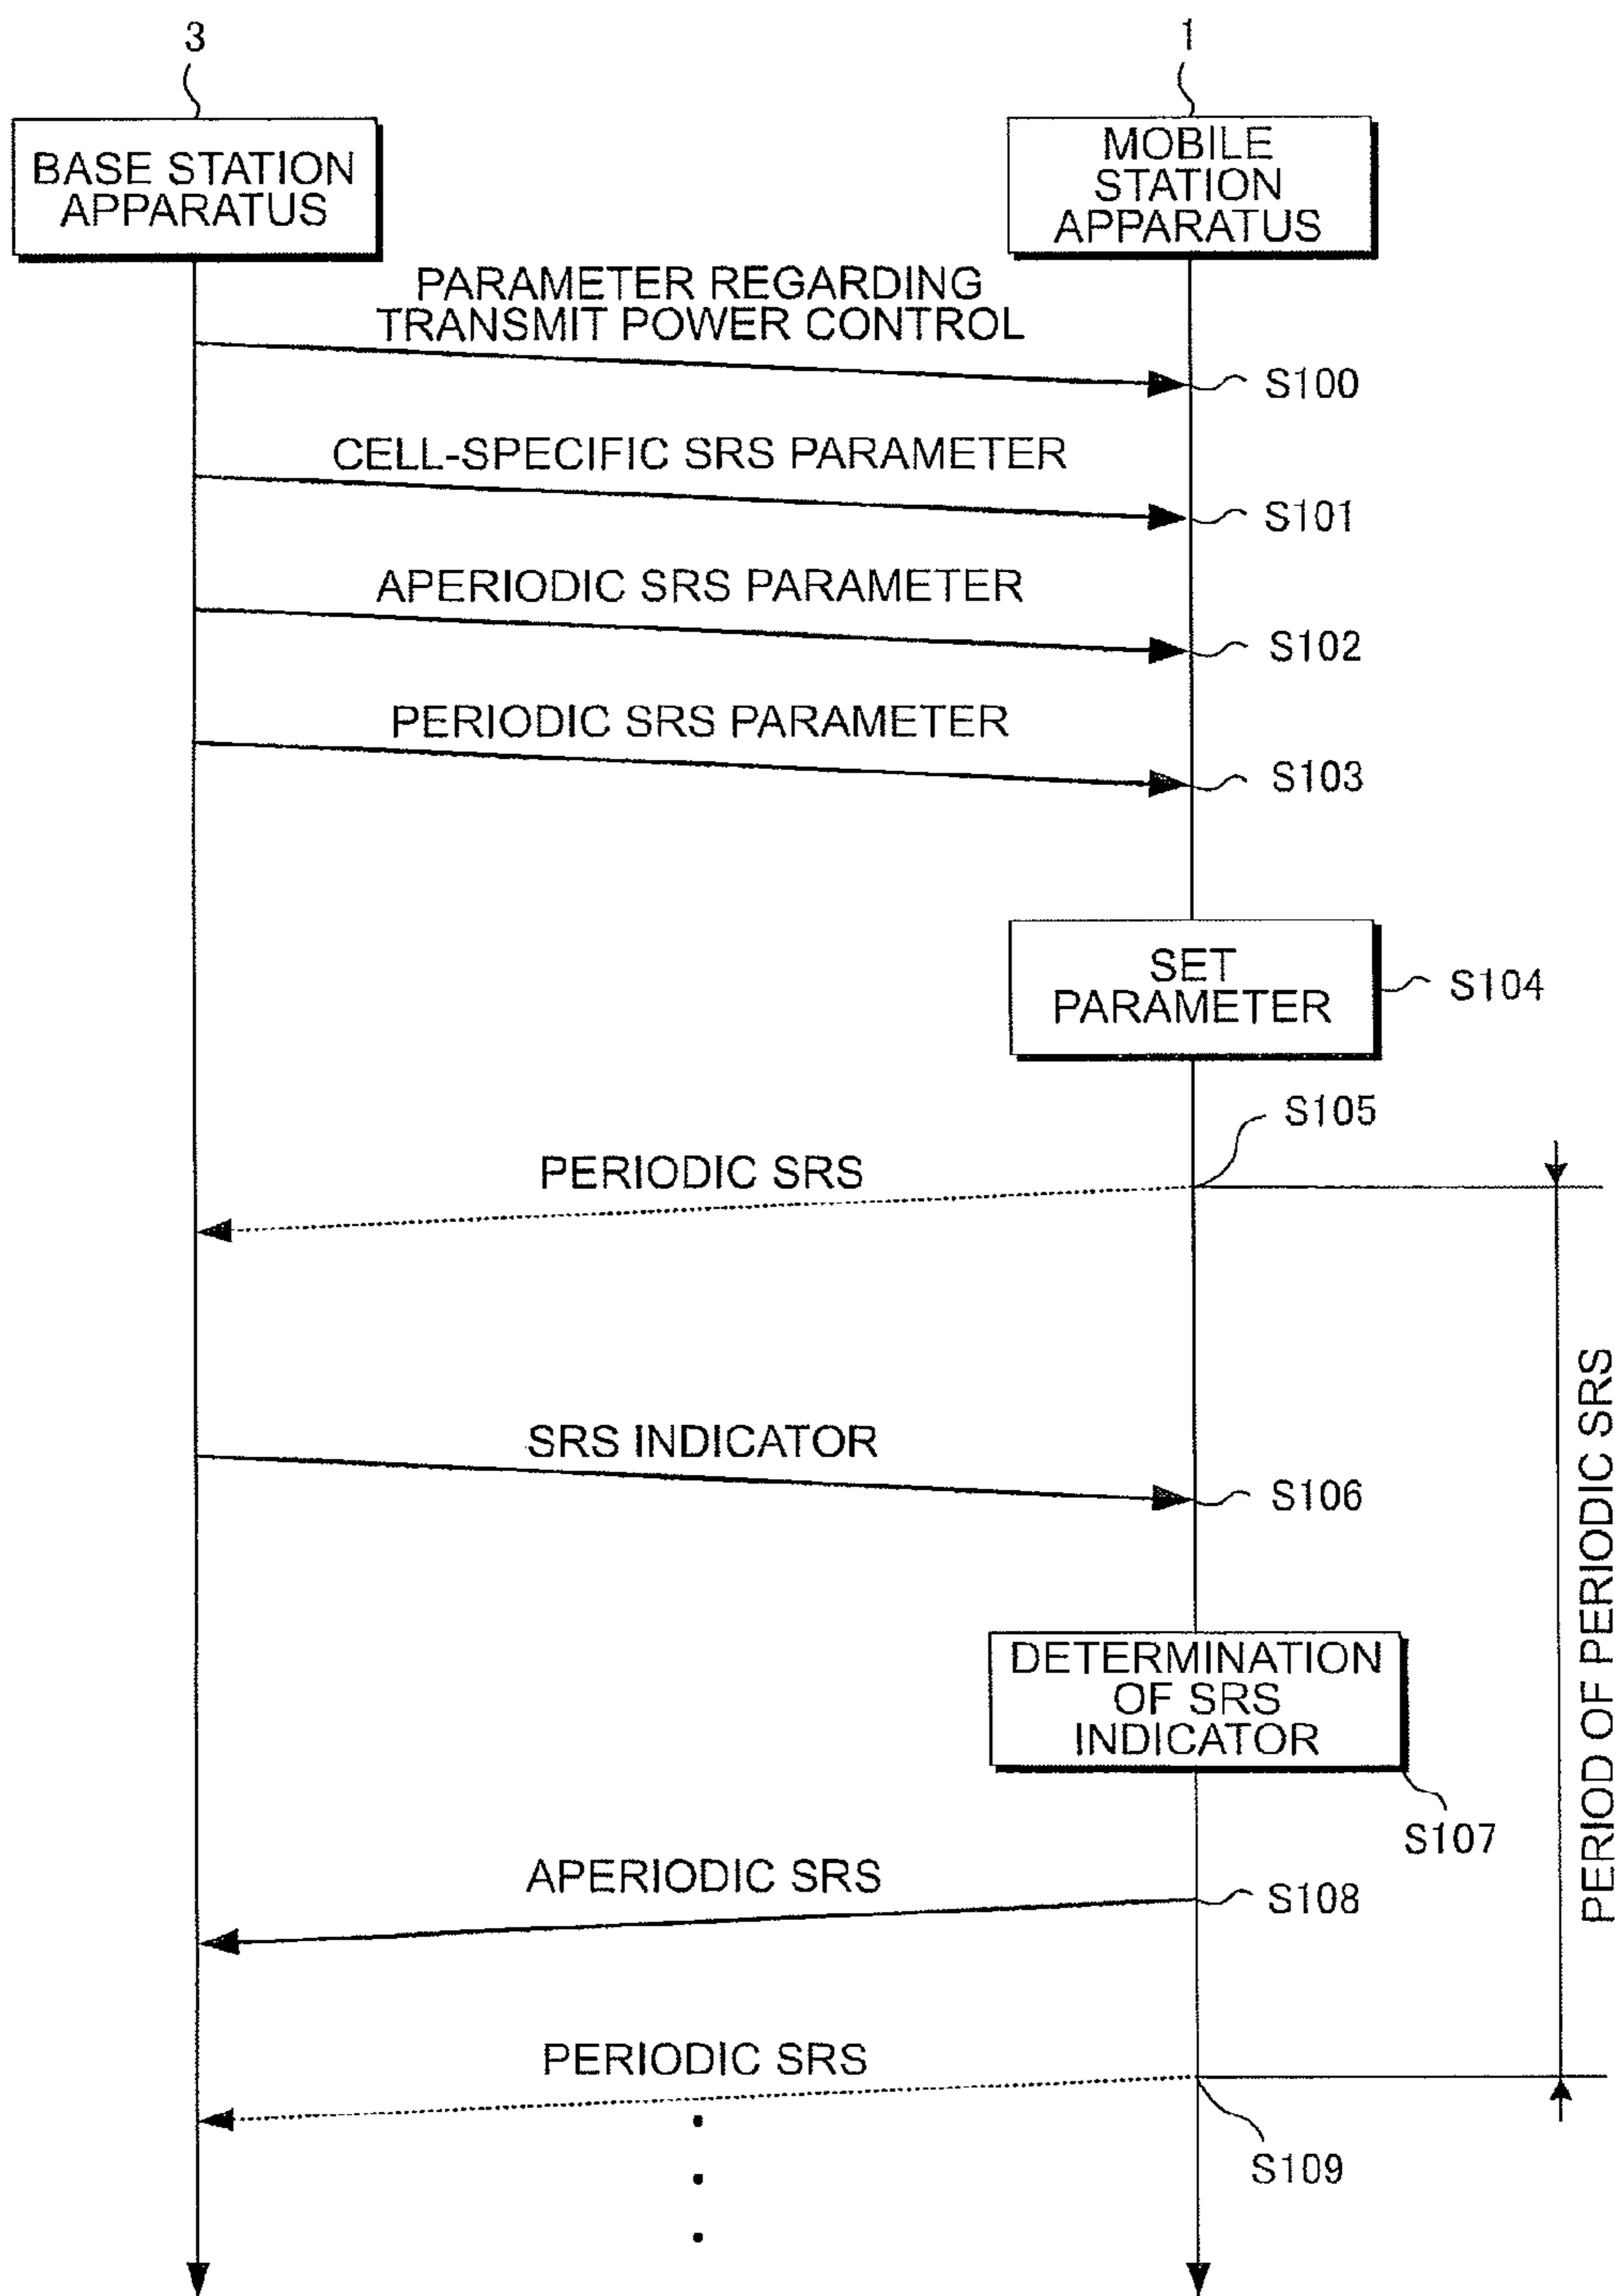 3
1
BASE STATION
APPARATUS
MOBILE
STATION
APPARATUS
PARAMETER REGARDING
TRANSMIT POWER CONTROL
S100
CELL-SPECIFIC SRS PARAMETER
S101
APERIODIC SRS PARAMETER
S102
PERIODIC SRS PARAMETER
S103
SET
PARAMETER
S104
S105
PERIODIC SRS
SRS INDICATOR
S106
PERIOD OF PERIODIC SRS
DETERMINATION
OF SRS
INDICATOR
S107
APERIODIC SRS
S108
PERIODIC SRS
S109